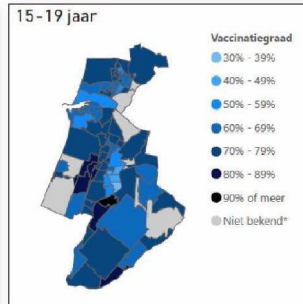 15-19 jaar
Vaccinatiegraad
30% - 39%
40% - 49%
50% - 59%
60% - 69%
70% - 79%
80% - 89%
90% of meer
Niet bekend*